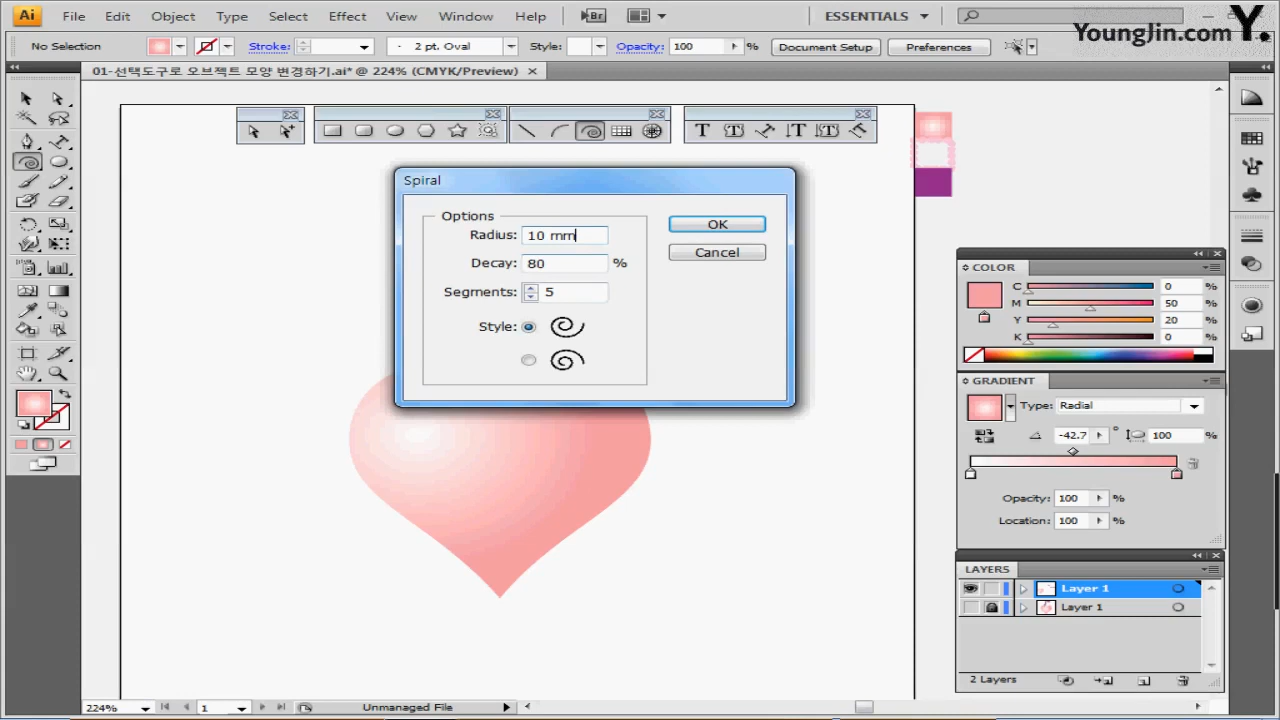 Ai File Edit Object Type Select Effect View Window Help Br ESSENTIALS
YoungJin.com Y.
No Selection Stroke: 2 pt. Oval Style: Opacity: 100 % Document Setup Preferences
01-선택도구로 오브젝트 모양 변경하기.ai* @ 224% (CMYK/Preview)
Spiral
Options
Radius: 10 mm
OK
Decay: 80 %
Cancel
Segments: 5
Style:
COLOR
C 0 %
M 50 %
Y 20 %
K 0 %
GRADIENT
Type: Radial
-42.7 ° 100 %
Opacity: 100 %
Location: 100 %
LAYERS
Layer 1
Layer 1
2 Layers
224% 1 Unmanaged File